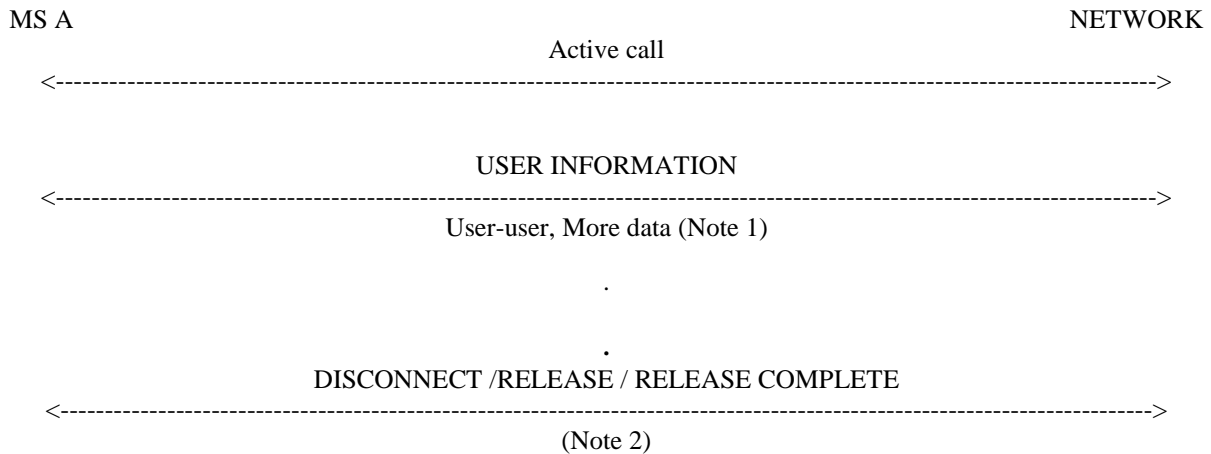 MS A NETWORK
Active call
<--------------------------------------------------------------------------------------------------------------------------->
USER INFORMATION
<--------------------------------------------------------------------------------------------------------------------------->
User-user, More data (Note 1)
.
.
DISCONNECT /RELEASE / RELEASE COMPLETE
<-------------------------------------------------------------------------------------------------------------------------->
(Note 2)